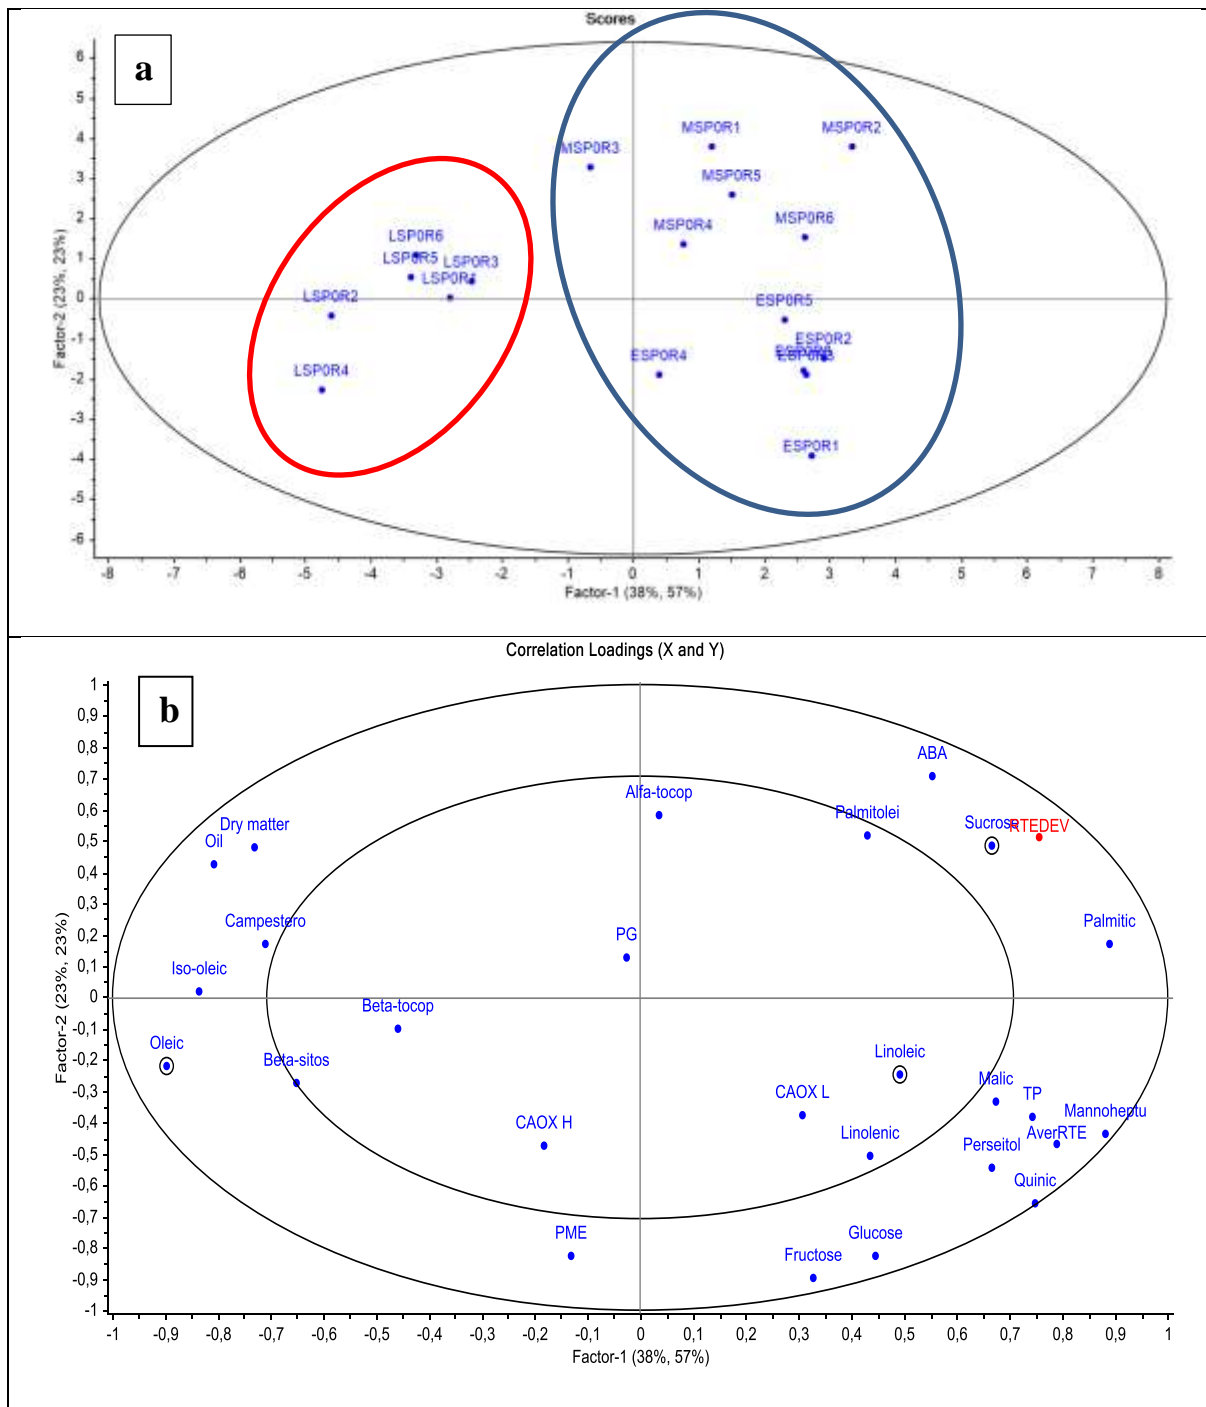 Scores
a
6
5
4
3
2
1
0
-1
-2
-3
-4
-5
-6
Factor-2 (23%, 23%)
MSP0R1
MSP0R2
MSP0R3
MSP0R5
MSP0R4
MSP0R6
LSP0R6
LSP0R5
LSP0R3
LSP0R1
LSP0R2
LSP0R4
ESP0R5
ESP0R2
ESP0R4
ESP0R3
ESP0R1
-8 -7 -6 -5 -4 -3 -2 -1 0 1 2 3 4 5 6 7 8
Factor-1 (38%, 57%)
Correlation Loadings (X and Y)
b
1
0,9
0,8
0,7
0,6
0,5
0,4
0,3
0,2
0,1
0
-0,1
-0,2
-0,3
-0,4
-0,5
-0,6
-0,7
-0,8
-0,9
-1
Factor-2 (23%, 23%)
ABA
Alfa-tocop
Palmitolei
Sucrose
RTEDEV
Dry matter
Oil
Campestero
Palmitic
PG
Iso-oleic
Beta-tocop
Oleic
Beta-sitos
Linoleic
Malic
CAOX L
TP
Mannoheptu
CAOX H
Linolenic
AverRTE
Perseitol
Quinic
PME
Glucose
Fructose
-1 -0,9 -0,8 -0,7 -0,6 -0,5 -0,4 -0,3 -0,2 -0,1 0 0,1 0,2 0,3 0,4 0,5 0,6 0,7 0,8 0,9 1
Factor-1 (38%, 57%)